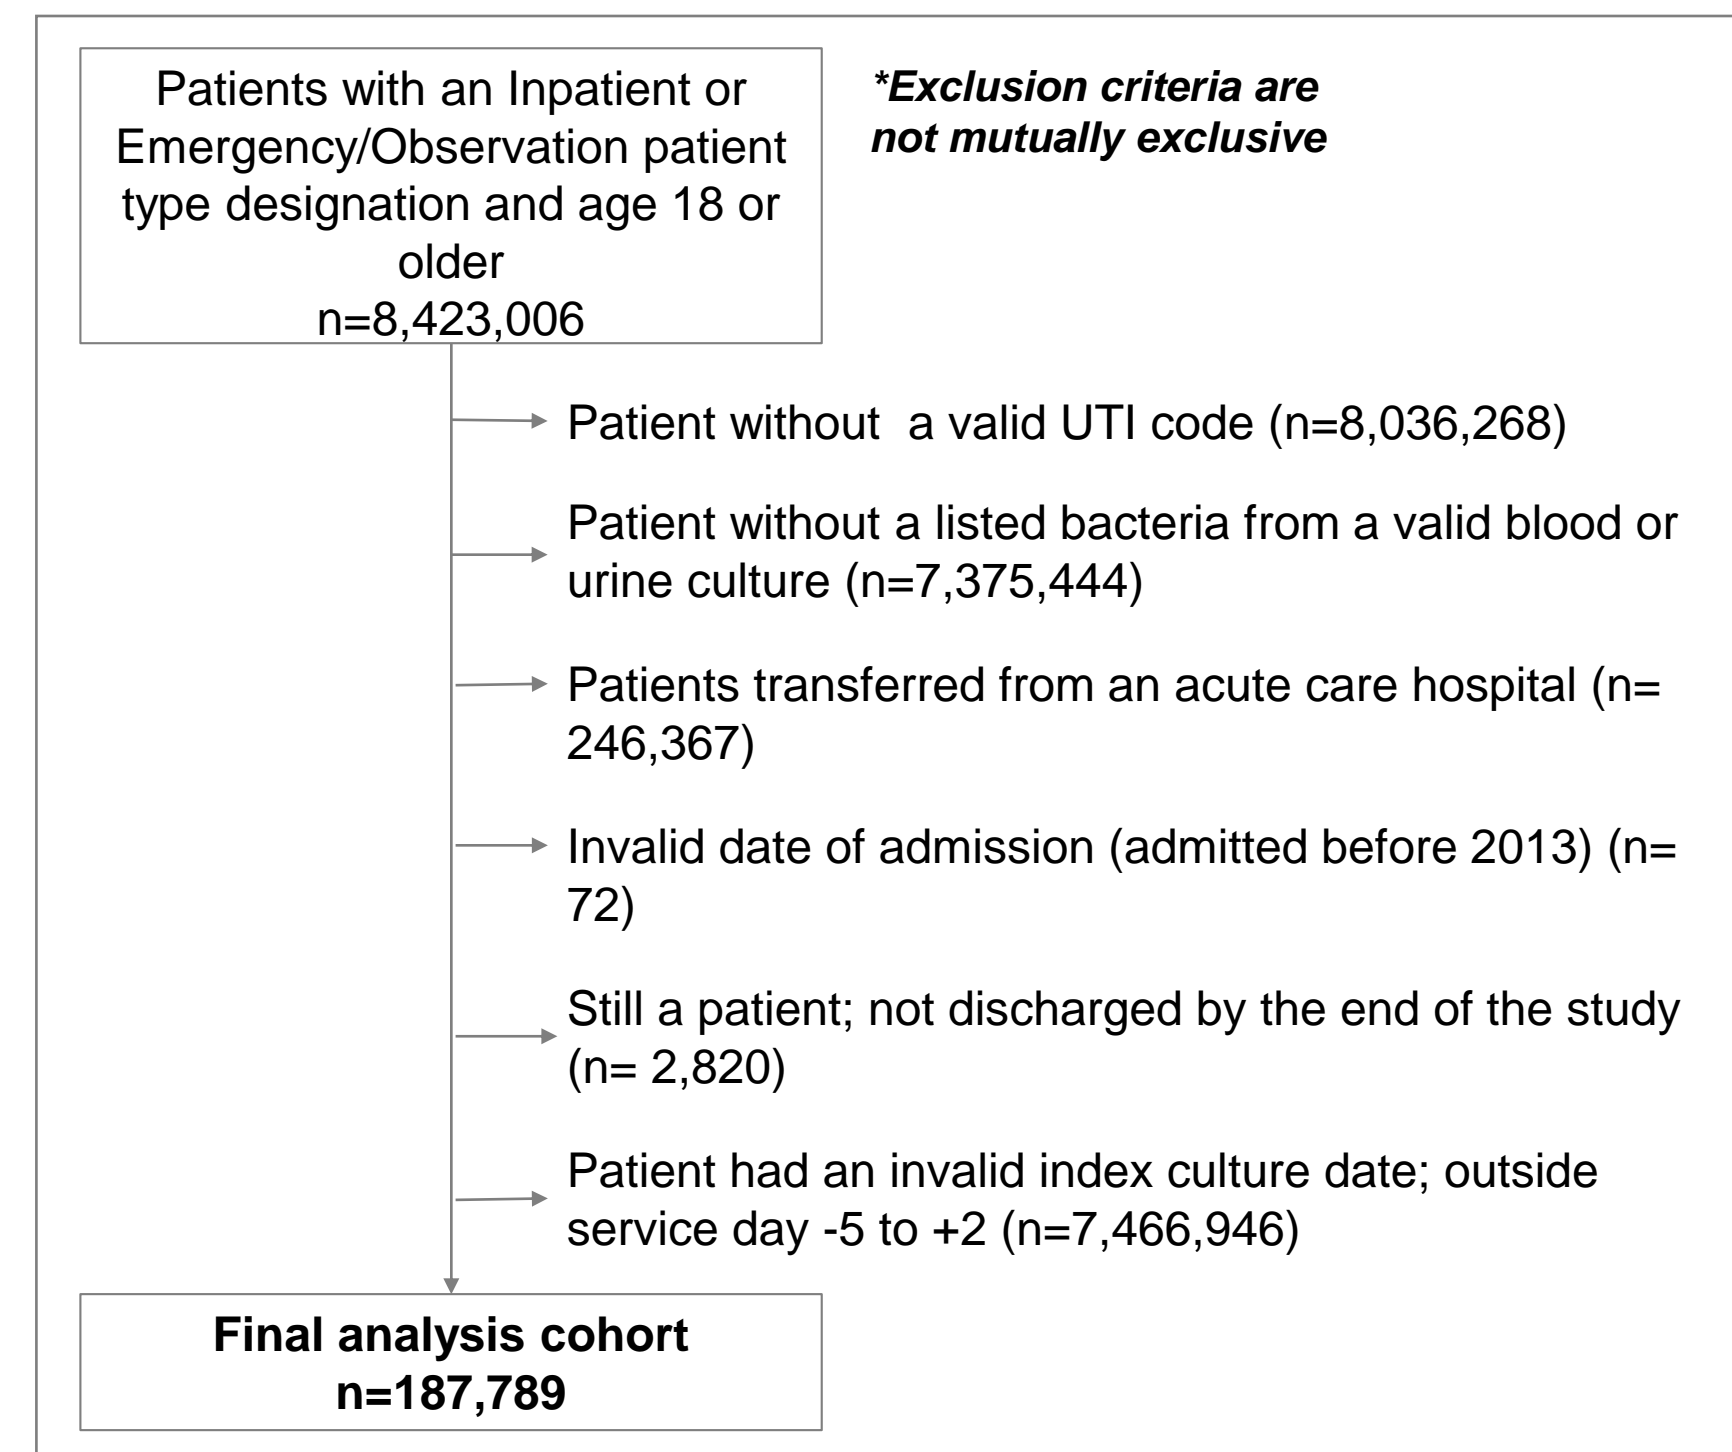 Patients with an Inpatient or
Emergency/Observation patient
type designation and age 18 or
older
n=8,423,006
*Exclusion criteria are
not mutually exclusive
Patient without  a valid UTI code (n=8,036,268)
Patient without a listed bacteria from a valid blood or
urine culture (n=7,375,444)
Patients transferred from an acute care hospital (n=
246,367)
Invalid date of admission (admitted before 2013) (n=
72)
Still a patient; not discharged by the end of the study
(n= 2,820)
Patient had an invalid index culture date; outside
service day -5 to +2 (n=7,466,946)
Final analysis cohort
n=187,789